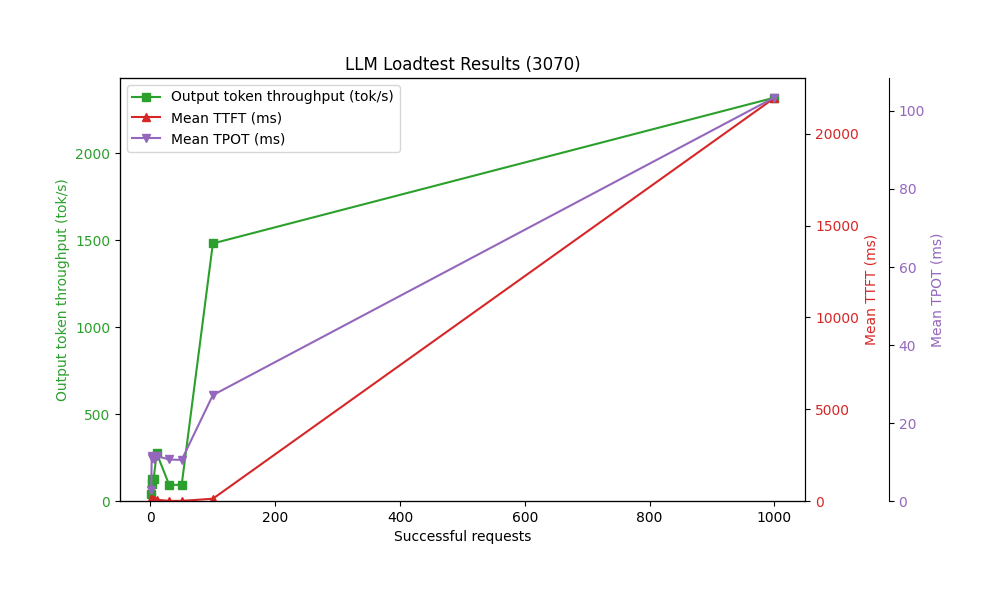 LLM Loadtest Results (3070)
Output token throughput (tok/s)
Mean TTFT (ms)
Mean TPOT (ms)
Output token throughput (tok/s)
2000
1500
1000
500
0
0 200 400 600 800 1000
Successful requests
20000
15000
10000
5000
0
Mean TTFT (ms)
100
80
60
40
20
0
Mean TPOT (ms)